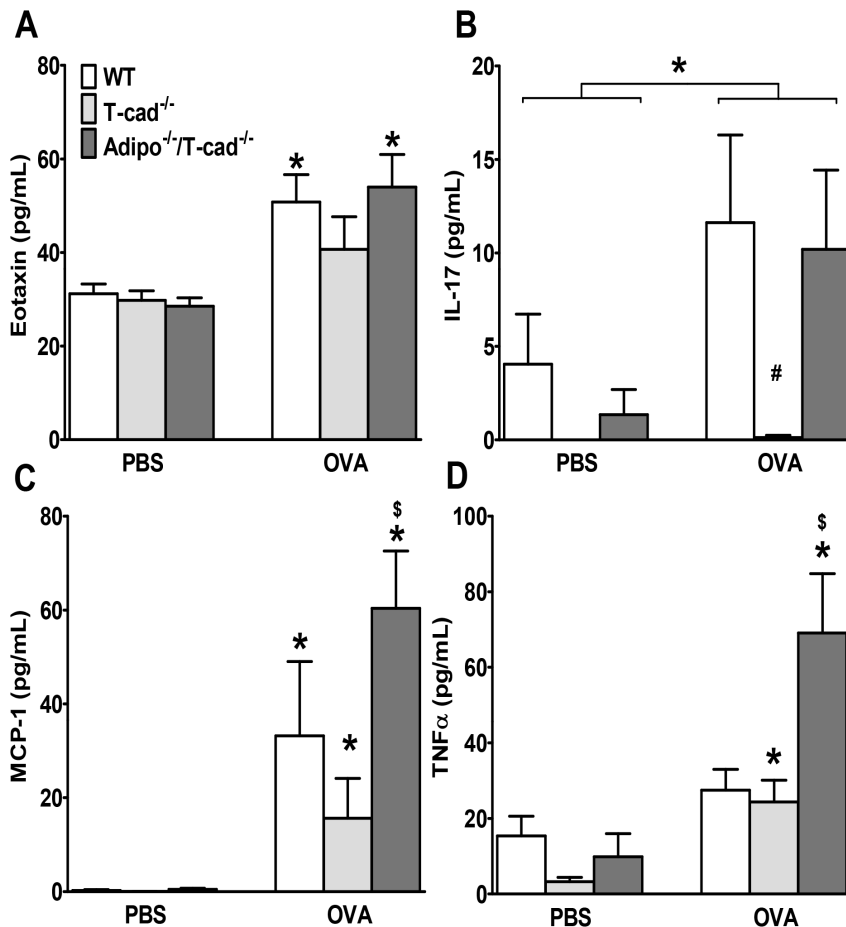 A
Eotaxin (pg/mL)
80
60
40
20
0
WT
T-cad-/-
Adipo-/-/T-cad-/-
*
*
PBS
OVA
B
IL-17 (pg/mL)
20
15
10
5
0
*
#
PBS
OVA
C
MCP-1 (pg/mL)
80
60
40
20
0
*
*
$
*
PBS
OVA
D
TNFα (pg/mL)
100
80
60
40
20
0
*
$
*
PBS
OVA